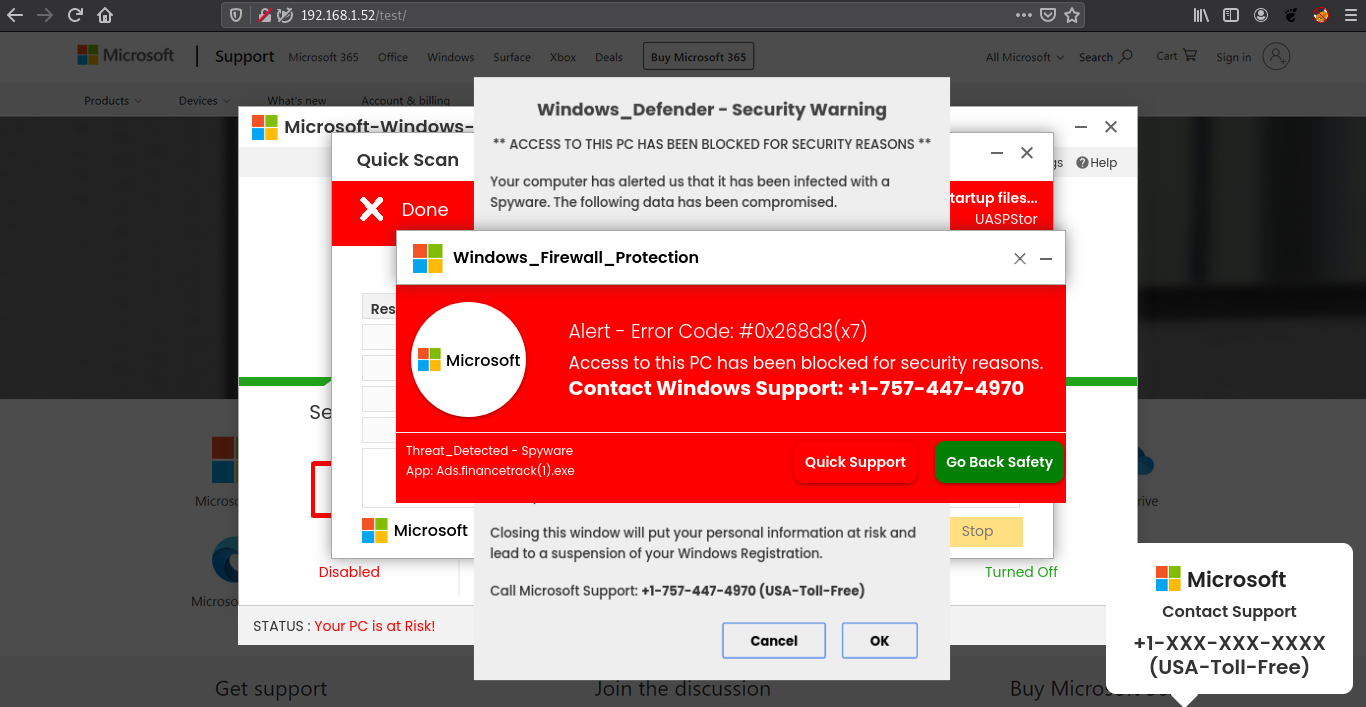 192.168.1.52/test/
Microsoft
Support
Microsoft 365
Office
Windows
Surface
Xbox
Deals
Buy Microsoft 365
All Microsoft
Search
Cart
Sign in
Products
Devices
What's new
Account & billing
Microsoft-Windows-
Help
Quick Scan
Done
tartup files...
UASPStor
Windows_Defender - Security Warning
** ACCESS TO THIS PC HAS BEEN BLOCKED FOR SECURITY REASONS **
Your computer has alerted us that it has been infected with a
Spyware. The following data has been compromised.
Windows_Firewall_Protection
Res
Microsoft
Alert - Error Code: #0x268d3(x7)
Access to this PC has been blocked for security reasons.
Contact Windows Support: +1-757-447-4970
Se
Threat_Detected - Spyware
App: Ads.financetrack(1).exe
Quick Support
Go Back Safety
Micros
rive
Microsoft
Stop
Closing this window will put your personal information at risk and
lead to a suspension of your Windows Registration.
Disabled
Turned Off
Call Microsoft Support: +1-757-447-4970 (USA-Toll-Free)
Microso
STATUS : Your PC is at Risk!
Cancel
OK
Microsoft
Contact Support
+1-XXX-XXX-XXXX
(USA-Toll-Free)
Get support
Join the discussion
Buy Micros